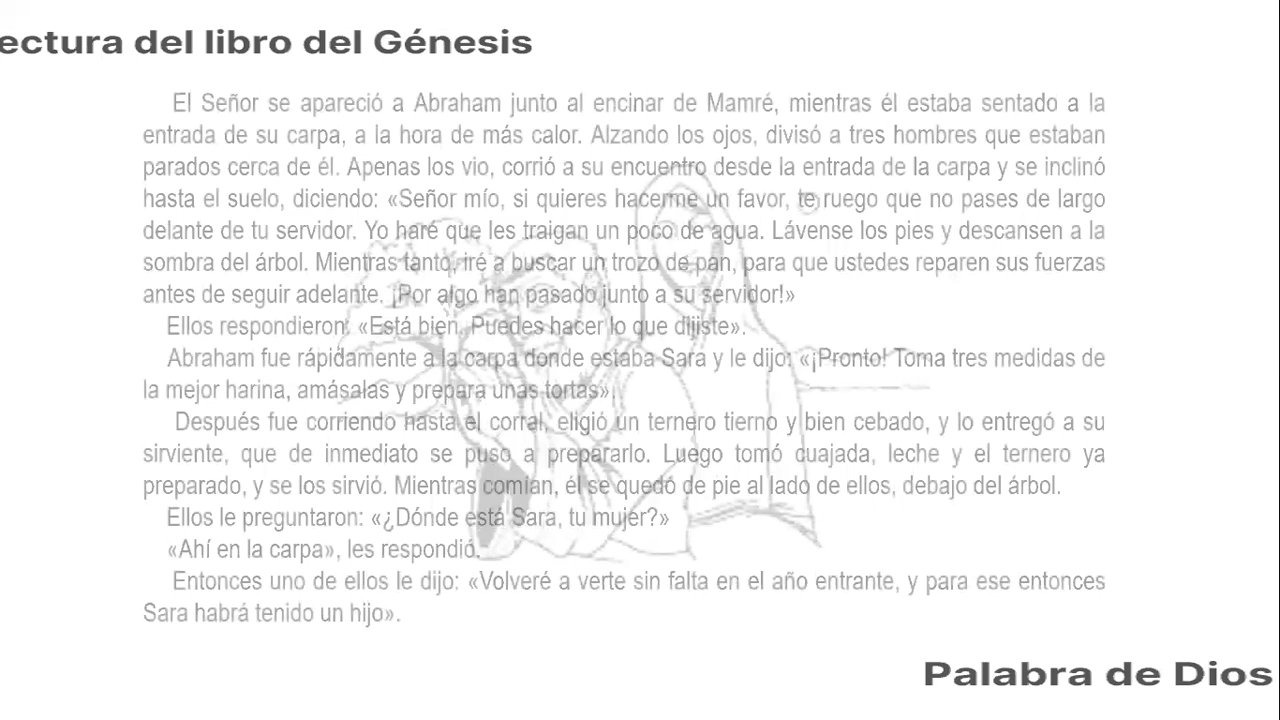 ectura del libro del Génesis
El Señor se apareció a Abraham junto al encinar de Mamré, mientras él estaba sentado a la
entrada de su carpa, a la hora de más calor. Alzando los ojos, divisó a tres hombres que estaban
parados cerca de él. Apenas los vio, corrió a su encuentro desde la entrada de la carpa y se inclinó
hasta el suelo, diciendo: «Señor mío, si quieres hacerme un favor, te ruego que no pases de largo
delante de tu servidor. Yo haré que les traigan un poco de agua. Lávense los pies y descansen a la
sombra del árbol. Mientras tanto, iré a buscar un trozo de pan, para que ustedes reparen sus fuerzas
antes de seguir adelante. ¡Por algo han pasado junto a su servidor!»
Ellos respondieron: «Está bien. Puedes hacer lo que dijiste».
Abraham fue rápidamente a la carpa donde estaba Sara y le dijo: «¡Pronto! Toma tres medidas de
la mejor harina, amásalas y prepara unas tortas».
Después fue corriendo hasta el corral, eligió un ternero tierno y bien cebado, y lo entregó a su
sirviente, que de inmediato se puso a prepararlo. Luego tomó cuajada, leche y el ternero ya
preparado, y se los sirvió. Mientras comían, él se quedó de pie al lado de ellos, debajo del árbol.
Ellos le preguntaron: «¿Dónde está Sara, tu mujer?»
«Ahí en la carpa», les respondió.
Entonces uno de ellos le dijo: «Volveré a verte sin falta en el año entrante, y para ese entonces
Sara habrá tenido un hijo».
Palabra de Dios